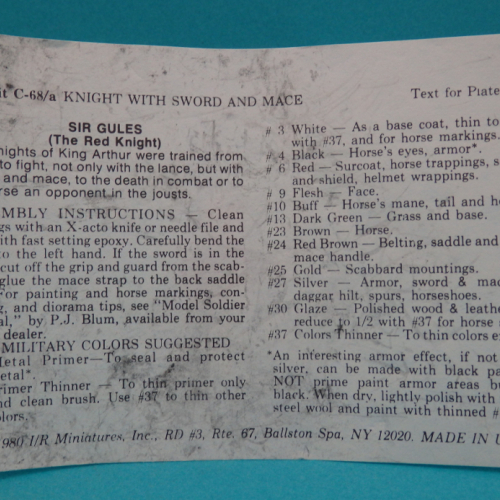 it C-68/a KNIGHT WITH SWORD AND MACE
Text for Plate
SIR GULES
(The Red Knight)
nights of King Arthur were trained from
to fight, not only with the lance, but with
and mace, to the death in combat or to
rse an opponent in the jousts.
EMBLY INSTRUCTIONS — Clean
gs with an X-acto knife or needle file and
ith fast setting epoxy. Carefully bend the
to the left hand. If the sword is in the
cut off the grip and guard from the scab-
glue the mace strap to the back saddle
For painting and horse markings, con-
g, and diorama tips, see "Model Soldier
al," by P.J. Blum, available from your
dealer.
MILITARY COLORS SUGGESTED
Metal Primer—To seal and protect
etal*.
rimer Thinner — To thin primer only
nd clean brush. Use #37 to thin other
olors.
# 3 White — As a base coat, thin to
with #37, and for horse markings.
# 4 Black — Horse's eyes, armor*.
# 6 Red — Surcoat, horse trappings, s
and shield, helmet wrappings.
# 9 Flesh — Face.
#10 Buff — Horse's mane, tail and ho
#13 Dark Green — Grass and base.
#23 Brown — Horse.
#24 Red Brown — Belting, saddle and
mace handle.
#25 Gold — Scabbard mountings.
#27 Silver — Armor, sword & mac
daggar hilt, spurs, horseshoes.
#30 Glaze — Polished wood & leathe
reduce to 1/2 with #37 for horse s
#37 Colors Thinner — To thin colors e
*An interesting armor effect, if not
silver, can be made with black pa
NOT prime paint armor areas b
black. When dry, lightly polish with
steel wool and paint with thinned #
980 I/R Miniatures, Inc., RD #3, Rte. 67, Ballston Spa, NY 12020. MADE IN U